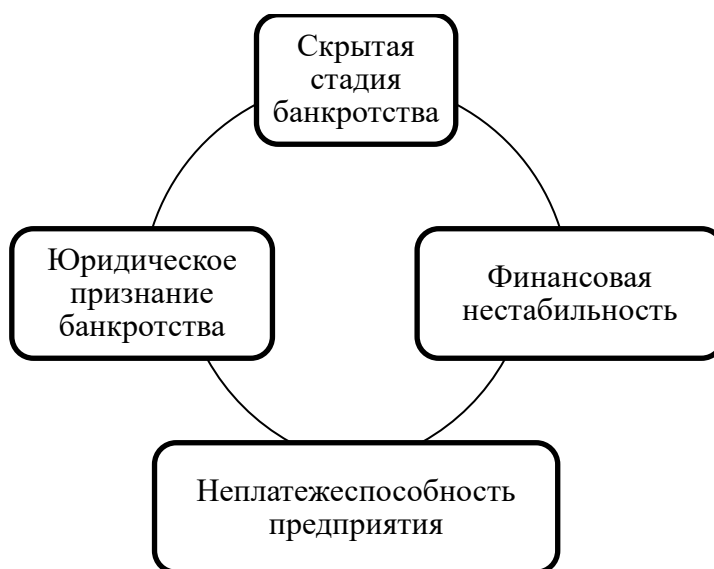 Скрытая
стадия
банкротства
Юридическое
признание
банкротства
Финансовая
нестабильность
Неплатежеспособность
предприятия